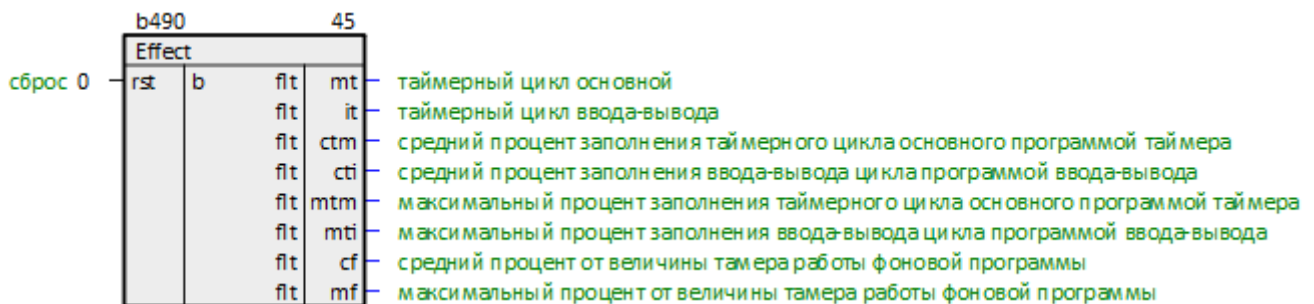 b490 45
Effect
сброс 0 rst b flt mt таймерный цикл основной
flt it таймерный цикл ввода-вывода
flt ctm средний процент заполнения таймерного цикла основного программой таймера
flt cti средний процент заполнения ввода-вывода цикла программой ввода-вывода
flt mtm максимальный процент заполнения таймерного цикла основного программой таймера
flt mti максимальный процент заполнения ввода-вывода цикла программой ввода-вывода
flt cf средний процент от величины тамера работы фоновой программы
flt mf максимальный процент от величины тамера работы фоновой программы